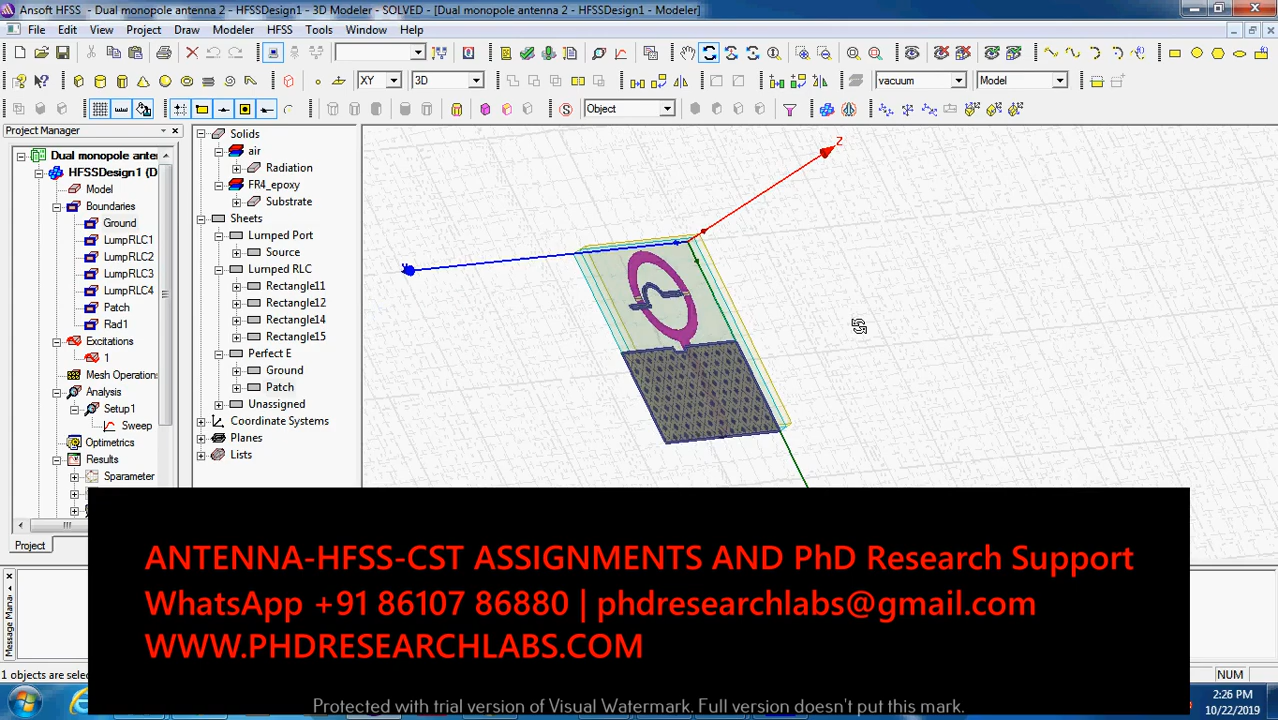 Ansoft HFSS - Dual monopole antenna 2 - HFSSDesign1 - 3D Modeler - SOLVED - [Dual monopole antenna 2 - HFSSDesign1 - Modeler]
File Edit View Project Draw Modeler HFSS Tools Window Help
XY 3D vacuum Model
Object
Project Manager
Dual monopole ante
HFSSDesign1 (D
Model
Boundaries
Ground
LumpRLC1
LumpRLC2
LumpRLC3
LumpRLC4
Patch
Rad1
Excitations
1
Mesh Operation
Analysis
Setup1
Sweep
Optimetrics
Results
Sparameter
Project
Solids
air
Radiation
FR4_epoxy
Substrate
Sheets
Lumped Port
Source
Lumped RLC
Rectangle11
Rectangle12
Rectangle14
Rectangle15
Perfect E
Ground
Patch
Unassigned
Coordinate Systems
Planes
Lists
Z
Message Mana
ANTENNA-HFSS-CST ASSIGNMENTS AND PhD Research Support
WhatsApp +91 86107 86880 | phdresearchlabs@gmail.com
WWW.PHDRESEARCHLABS.COM
1 objects are selec
NUM
2:26 PM
10/22/2019
Protected with trial version of Visual Watermark. Full version doesn't put this mark.